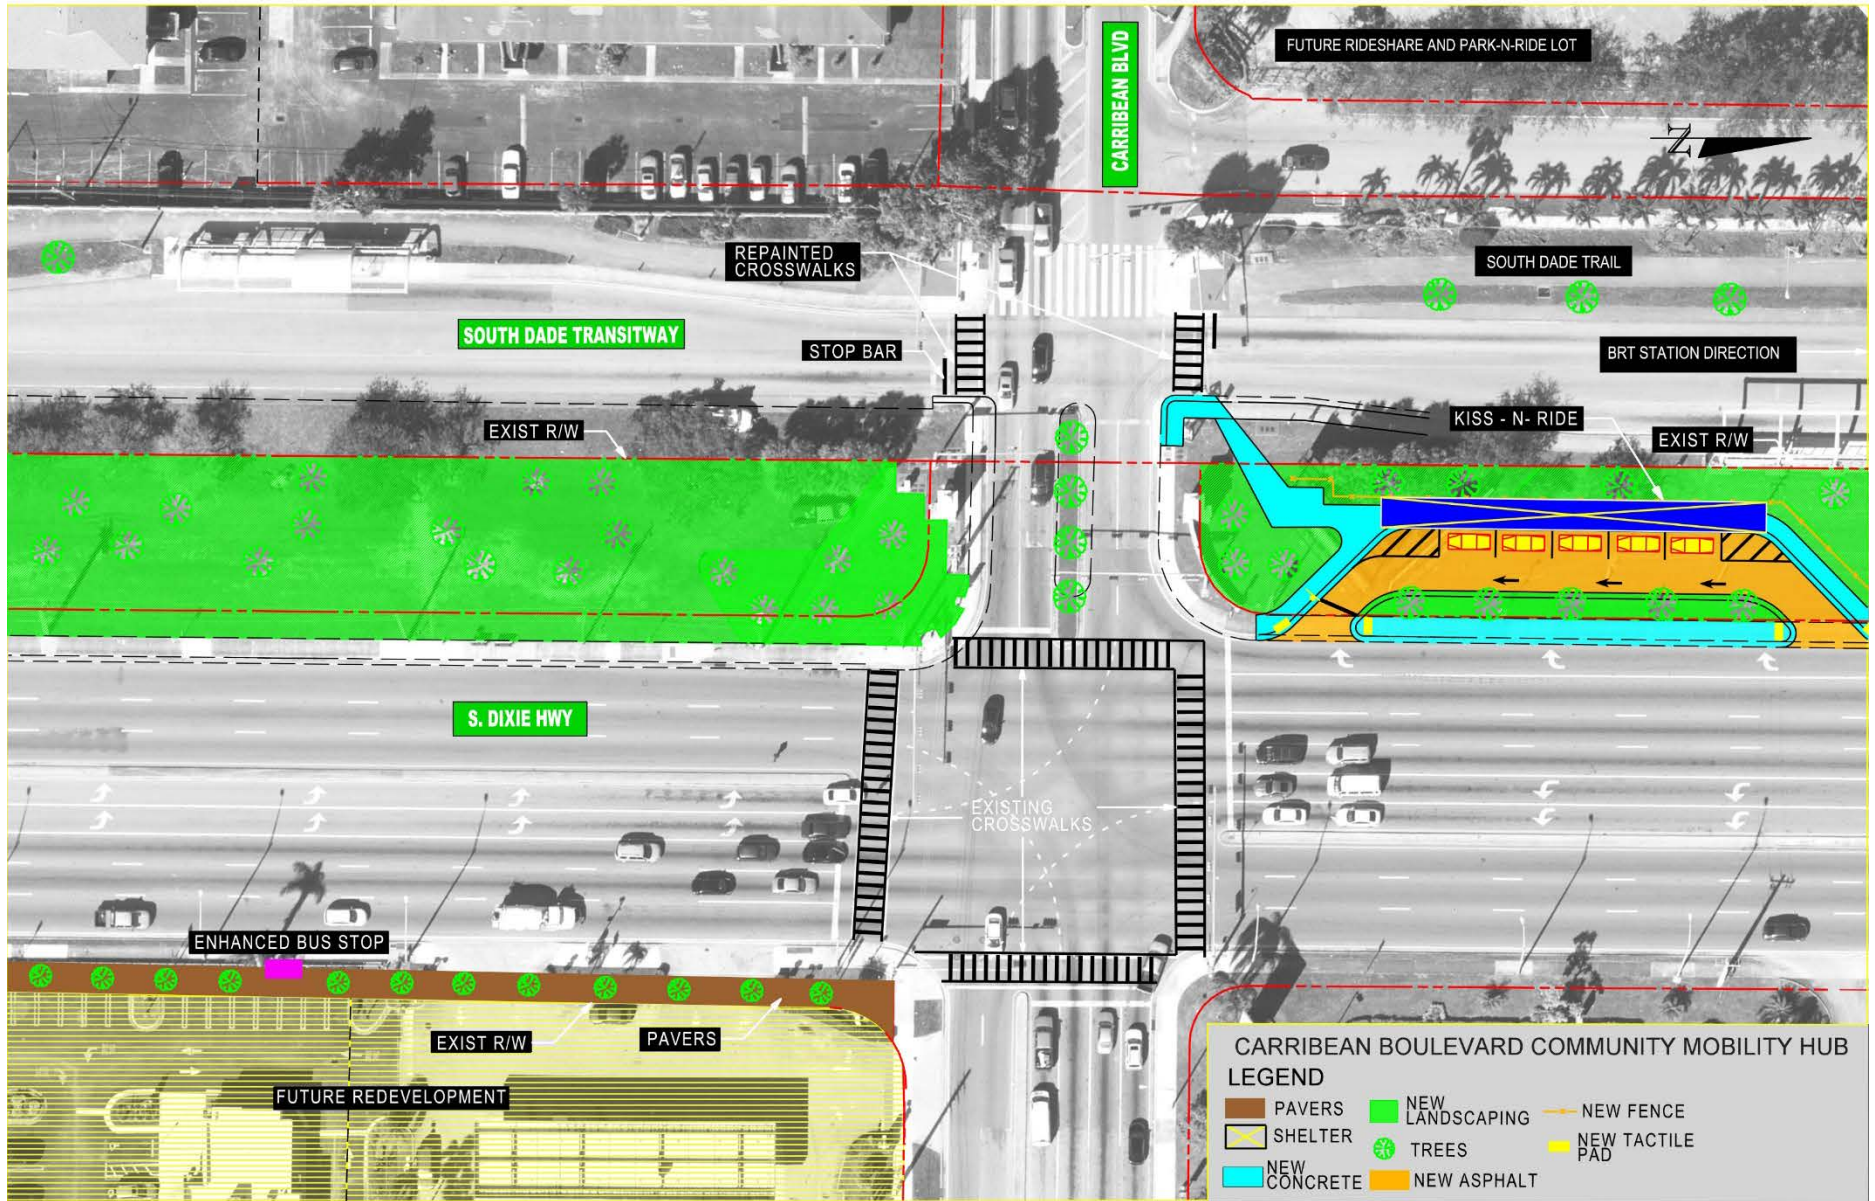 CARRIBEAN BLVD
FUTURE RIDESHARE AND PARK-N-RIDE LOT
N
REPAINTED
CROSSWALKS
SOUTH DADE TRAIL
SOUTH DADE TRANSITWAY
STOP BAR
BRT STATION DIRECTION
EXIST R/W
KISS - N- RIDE
EXIST R/W
S. DIXIE HWY
EXISTING
CROSSWALKS
ENHANCED BUS STOP
EXIST R/W
PAVERS
FUTURE REDEVELOPMENT
CARRIBEAN BOULEVARD COMMUNITY MOBILITY HUB
LEGEND
PAVERS
SHELTER
NEW
CONCRETE
NEW
LANDSCAPING
TREES
NEW ASPHALT
NEW FENCE
NEW TACTILE
PAD